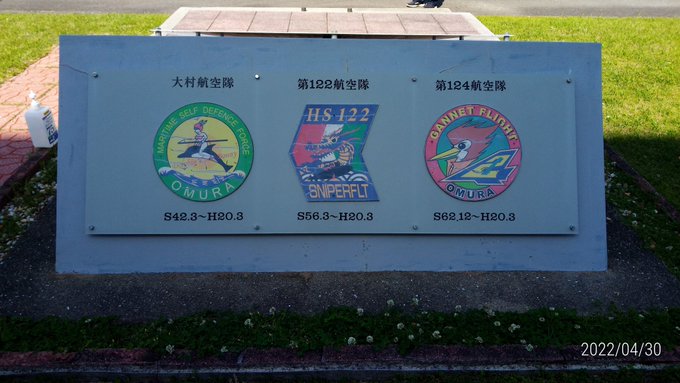 大村航空隊
MARITIME SELF DEFENCE FORCE
OMURA
S42.3～H20.3
第122航空隊
HS 122
SNIPERFLT
S56.3～H20.3
第124航空隊
GANNET FLIGHT
OMURA
S62.12～H20.3
2022/04/30